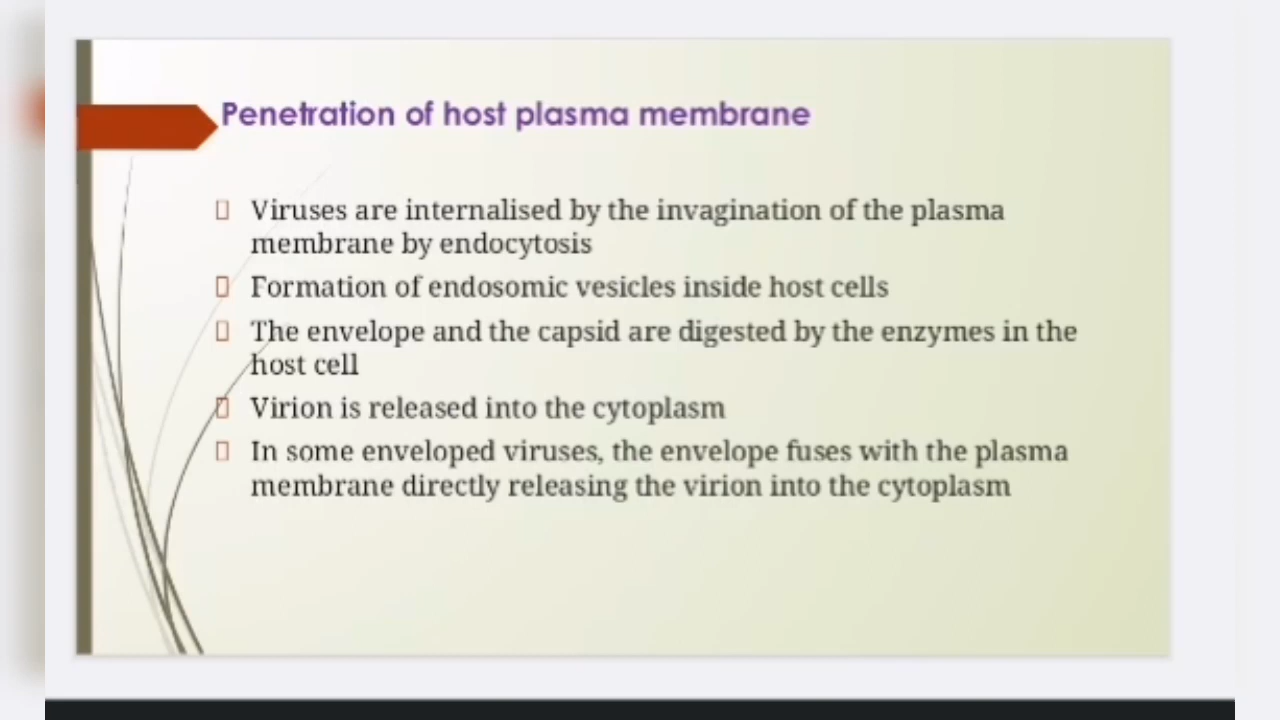 Penetration of host plasma membrane
Viruses are internalised by the invagination of the plasma
membrane by endocytosis
Formation of endosomic vesicles inside host cells
The envelope and the capsid are digested by the enzymes in the
host cell
Virion is released into the cytoplasm
In some enveloped viruses, the envelope fuses with the plasma
membrane directly releasing the virion into the cytoplasm